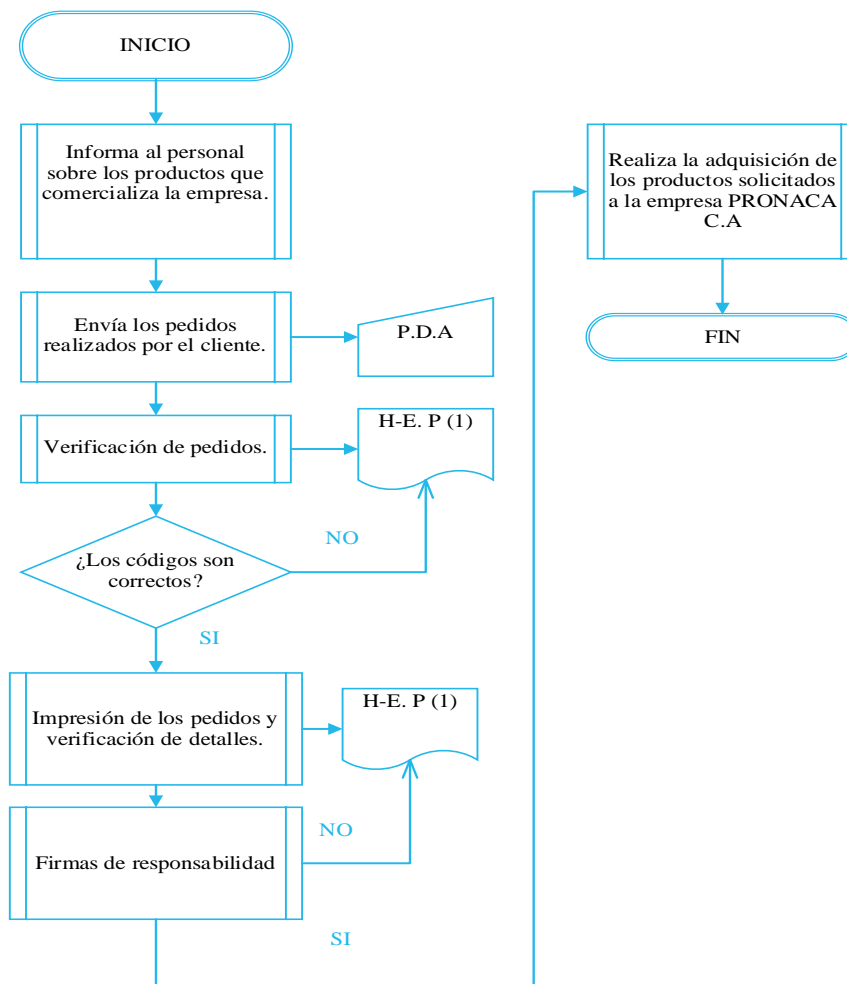 INICIO
Informa al personal
sobre los productos que
comercializa la empresa.
Envía los pedidos
realizados por el cliente.
P.D.A
Verificación de pedidos.
H-E. P (1)
¿Los códigos son
correctos?
NO
SI
Impresión de los pedidos y
verificación de detalles.
H-E. P (1)
Firmas de responsabilidad
NO
SI
Realiza la adquisición de
los productos solicitados
a la empresa PRONACA
C.A
FIN